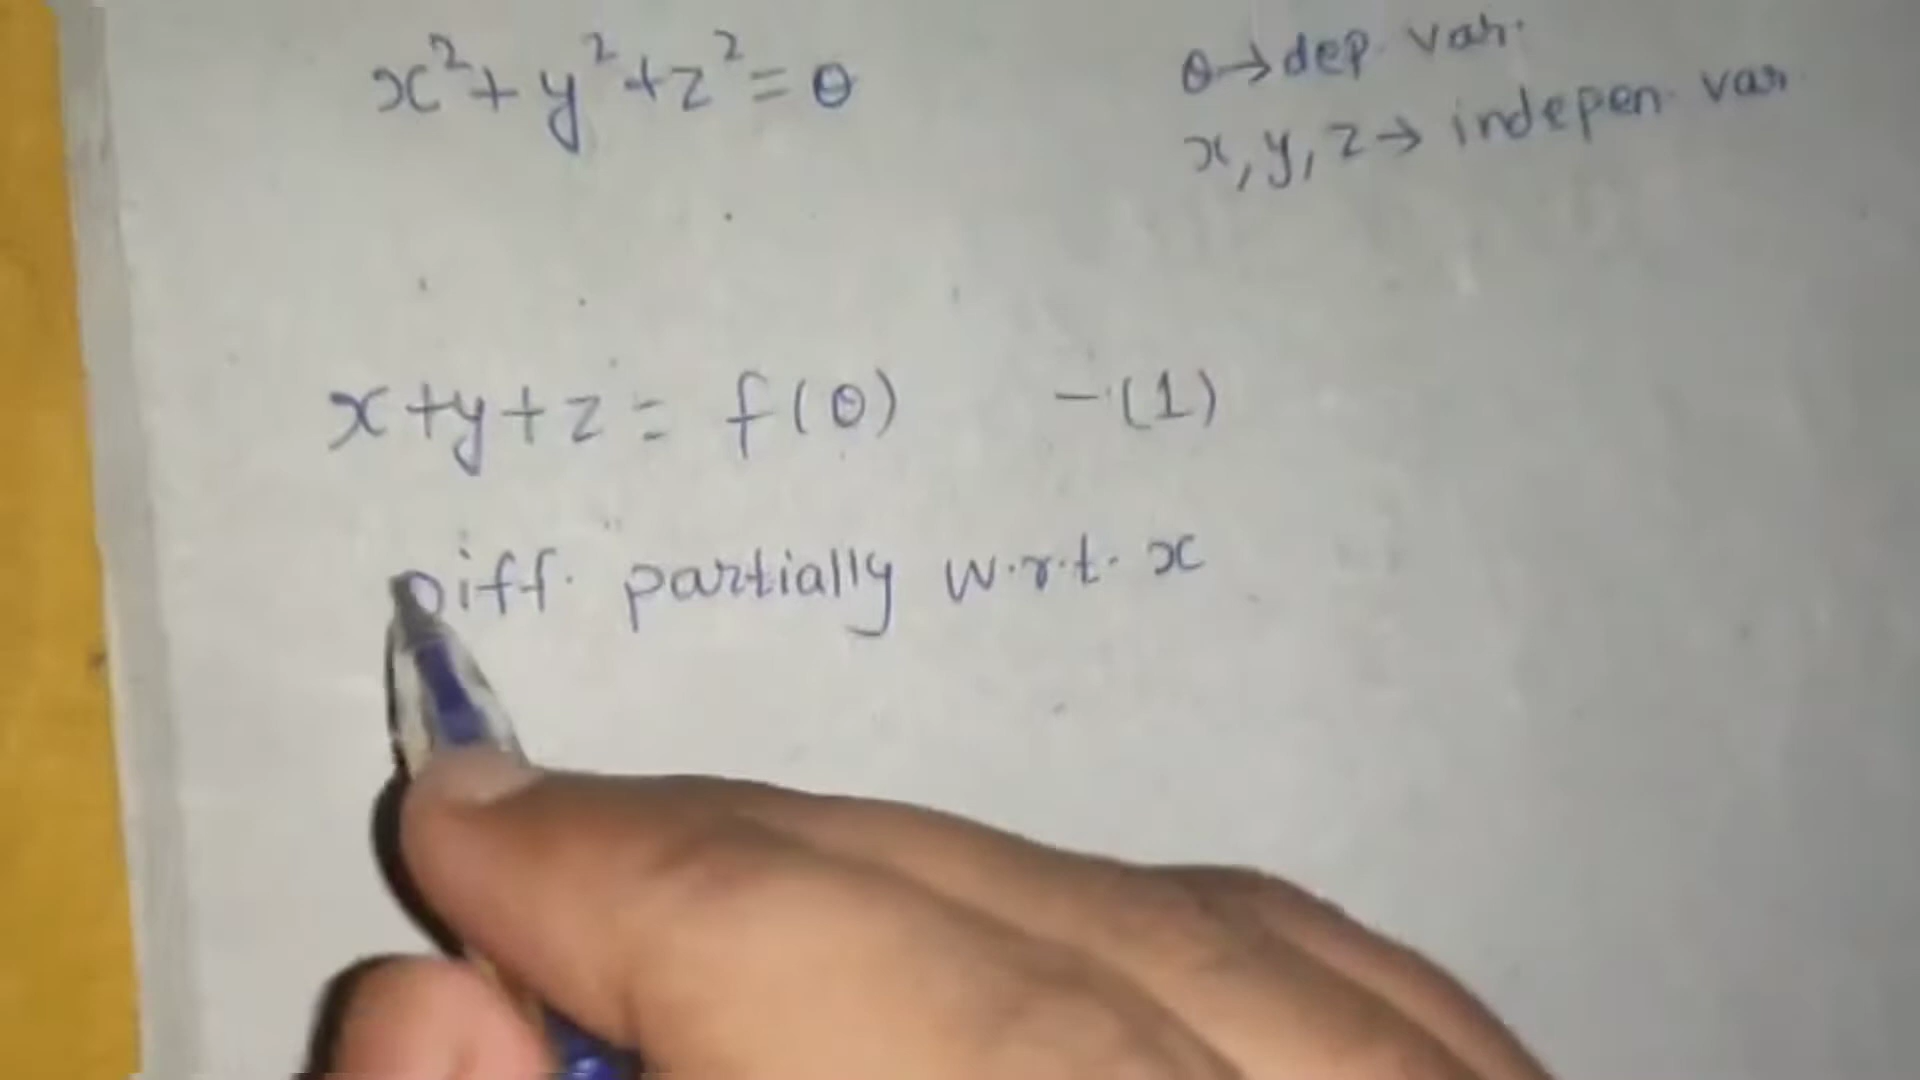 x²+y²+z²=θ
θ→dep. var.
x,y,z→indepen. var
x+y+z = f(θ) -(1)
Diff. partially w.r.t. x